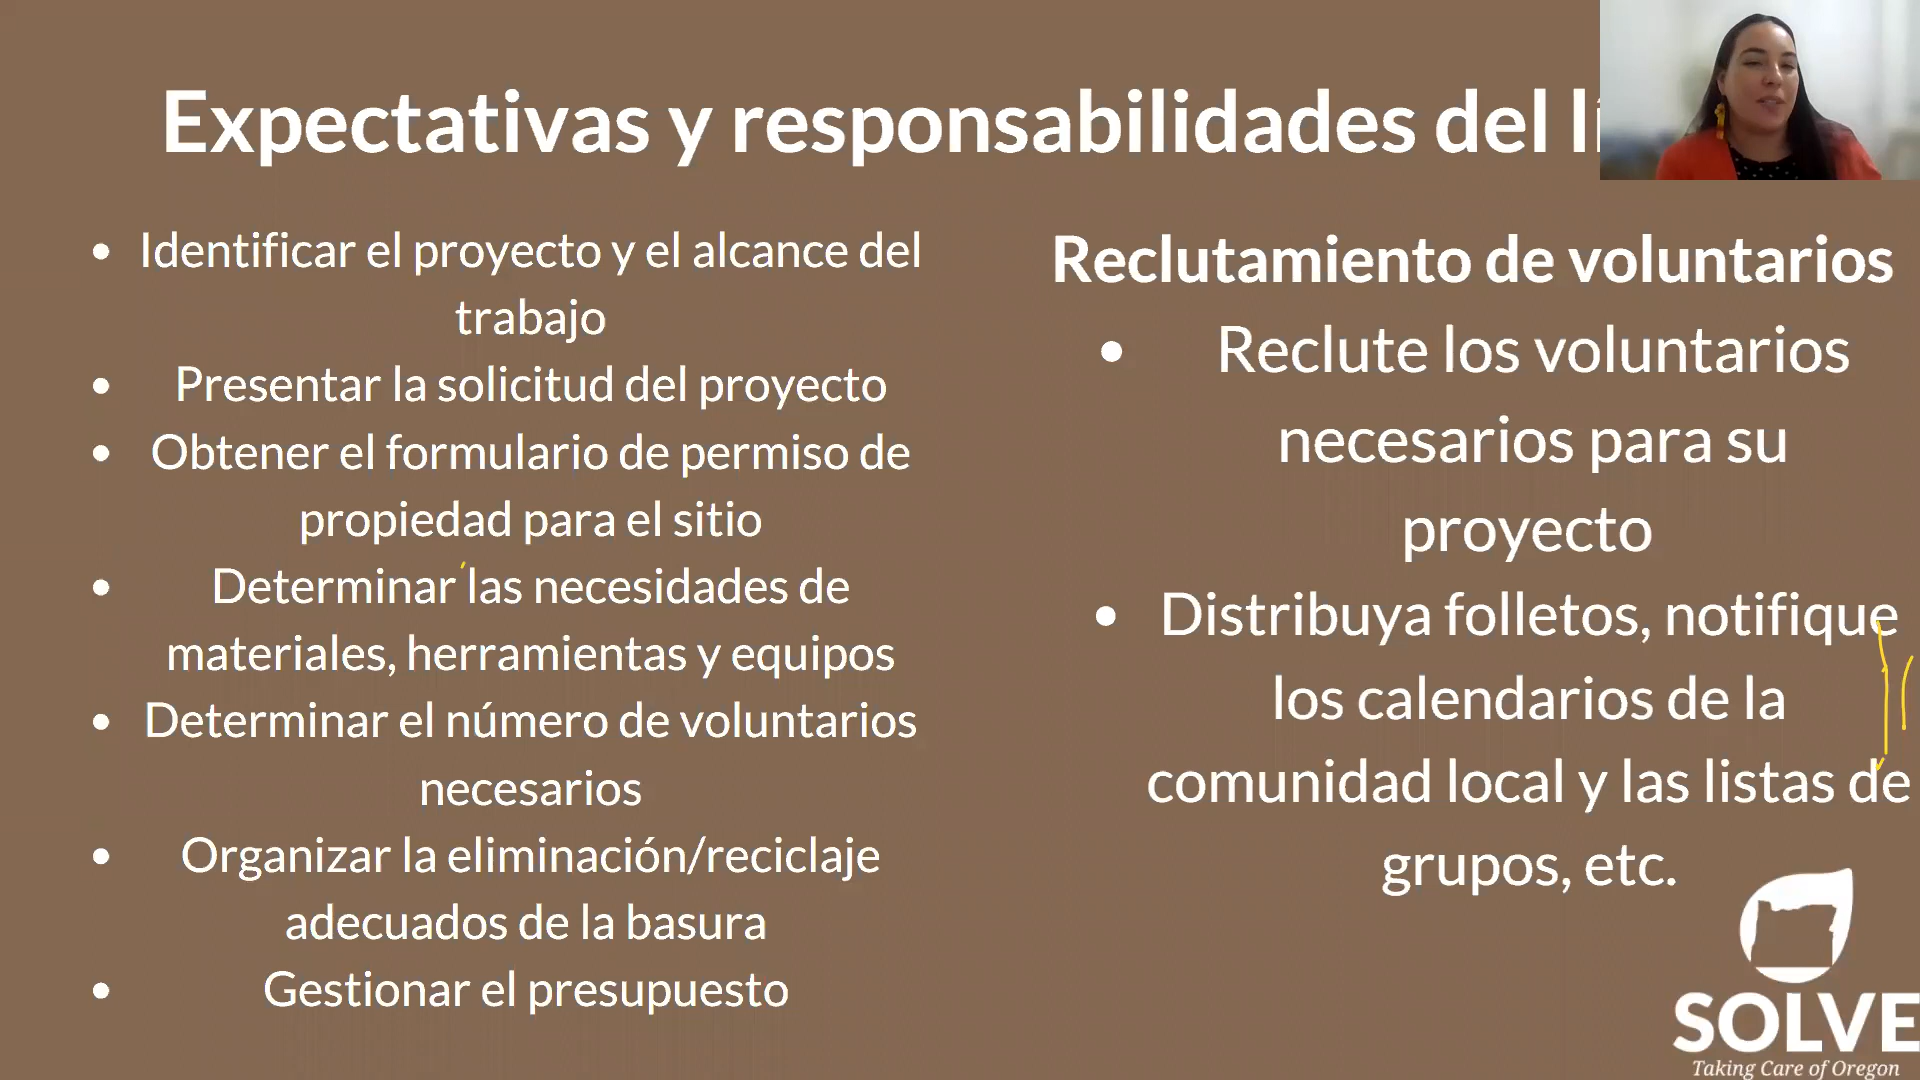 Expectativas y responsabilidades del
Identificar el proyecto y el alcance del
trabajo
Presentar la solicitud del proyecto
Obtener el formulario de permiso de
propiedad para el sitio
Determinar las necesidades de
materiales, herramientas y equipos
Determinar el número de voluntarios
necesarios
Organizar la eliminación/reciclaje
adecuados de la basura
Gestionar el presupuesto
Reclutamiento de voluntarios
Reclute los voluntarios
necesarios para su
proyecto
Distribuya folletos, notifique
los calendarios de la
comunidad local y las listas de
grupos, etc.
SOLVE
Taking Care of Oregon